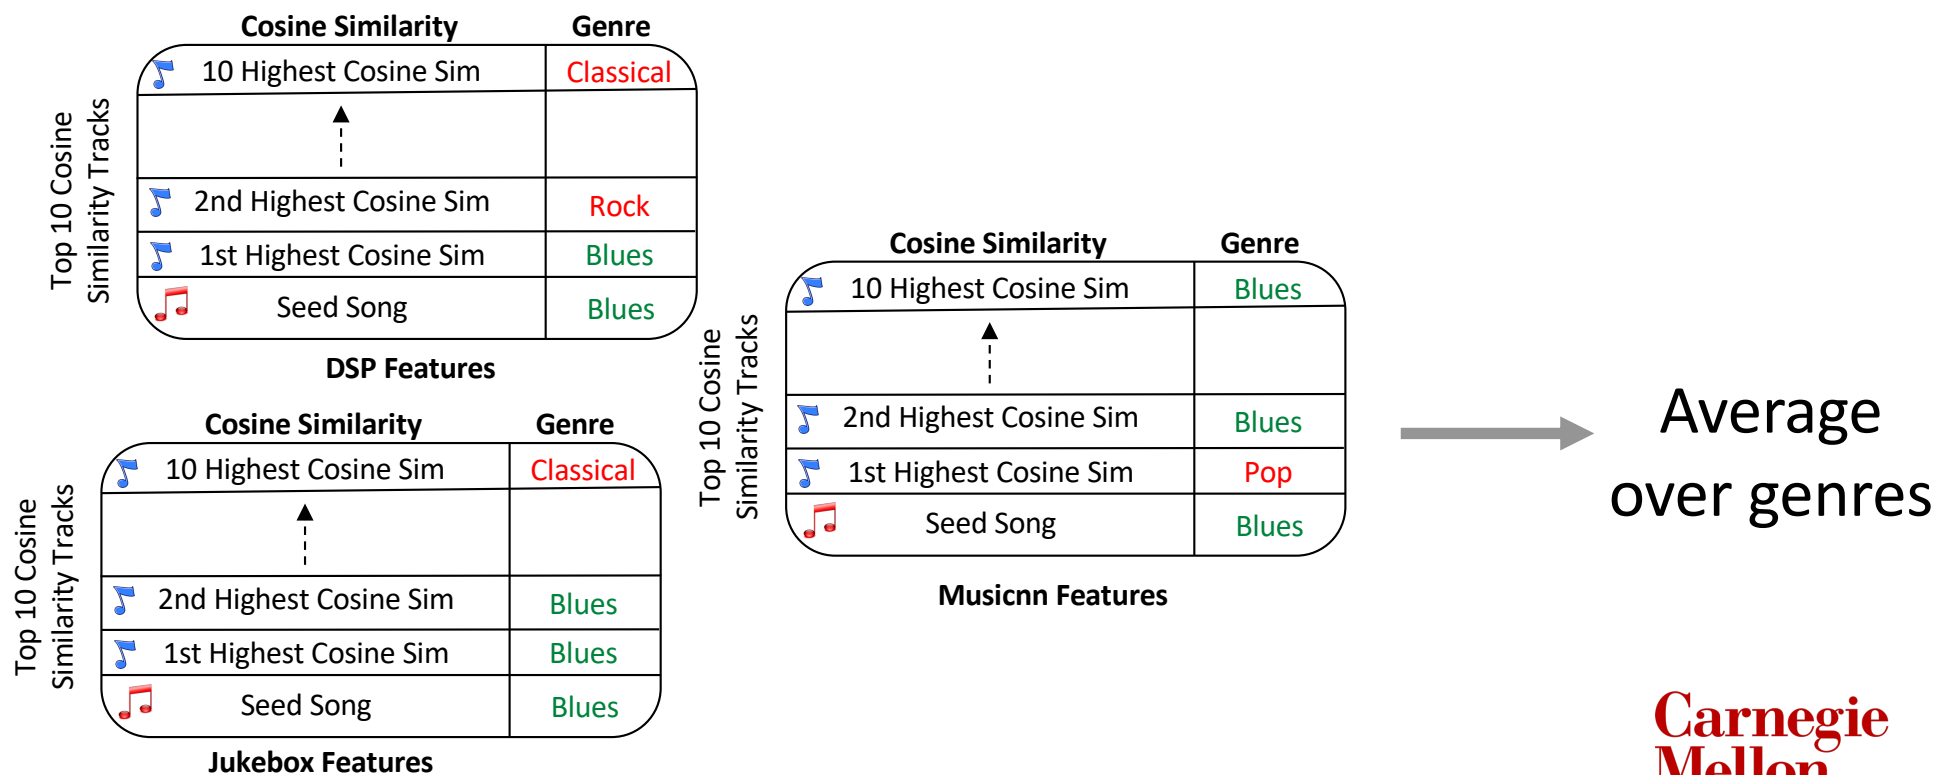 Cosine Similarity Genre
10 Highest Cosine Sim Classical
2nd Highest Cosine Sim Rock
1st Highest Cosine Sim Blues
Seed Song Blues
Top 10 Cosine
Similarity Tracks
DSP Features
Cosine Similarity Genre
10 Highest Cosine Sim Classical
2nd Highest Cosine Sim Blues
1st Highest Cosine Sim Blues
Seed Song Blues
Top 10 Cosine
Similarity Tracks
Jukebox Features
Cosine Similarity Genre
10 Highest Cosine Sim Blues
2nd Highest Cosine Sim Blues
1st Highest Cosine Sim Pop
Seed Song Blues
Top 10 Cosine
Similarity Tracks
Musicnn Features
Average
over genres
Carnegie
Mellon